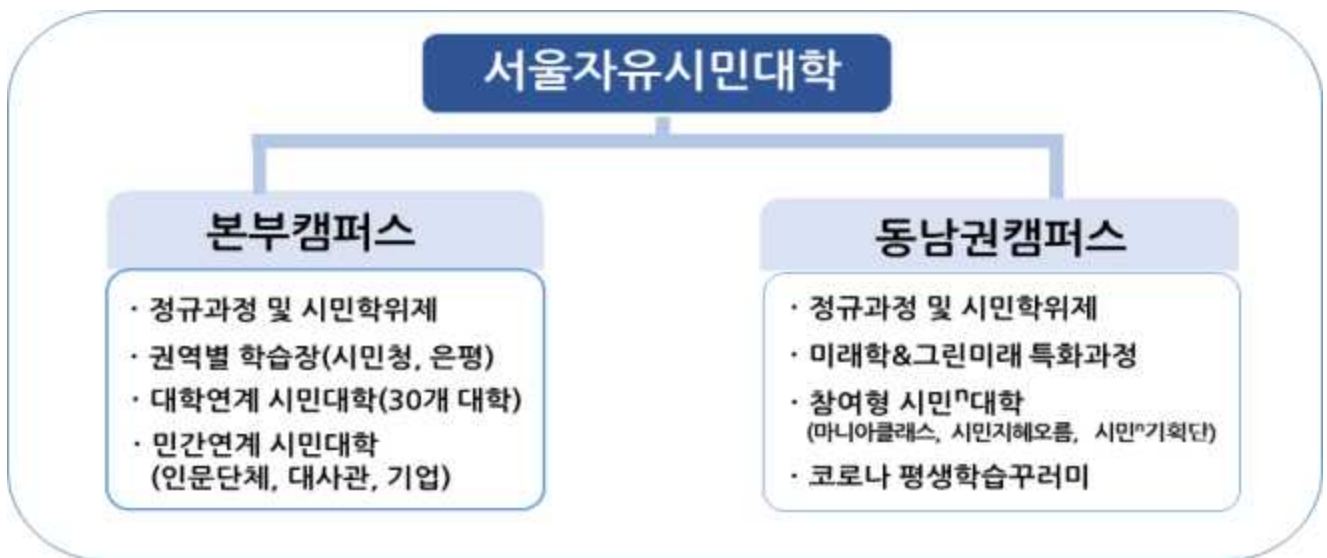 서울자유시민대학
본부캠퍼스
· 정규과정 및 시민학위제
· 권역별 학습장(시민청, 은평)
· 대학연계 시민대학(30개 대학)
· 민간연계 시민대학
(인문단체, 대사관, 기업)
동남권캠퍼스
· 정규과정 및 시민학위제
· 미래학&그린미래 특화과정
· 참여형 시민ⁿ대학
(마니아클래스, 시민지혜오름, 시민ⁿ기획단)
· 코로나 평생학습꾸러미